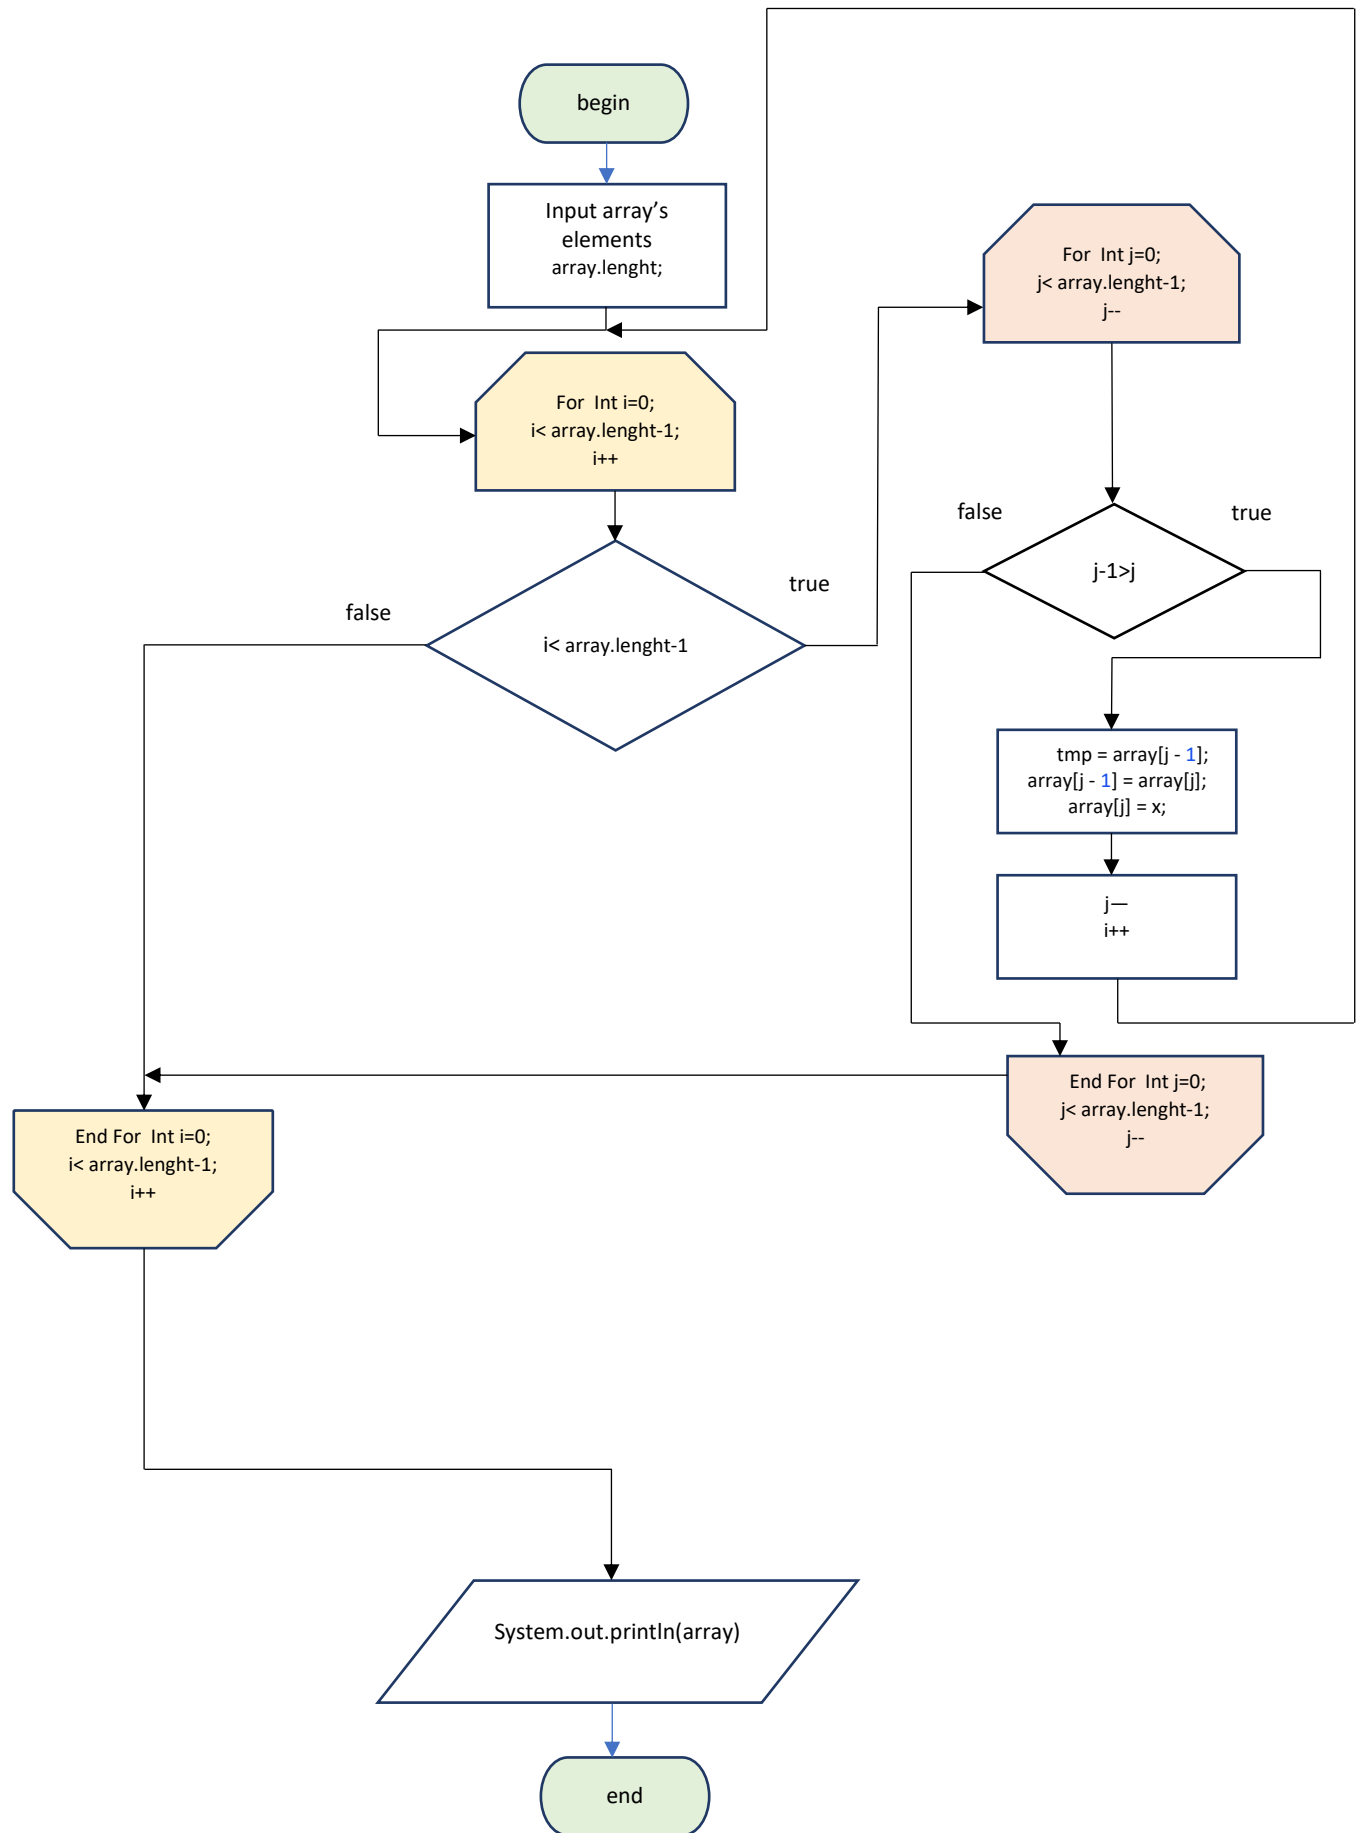 begin
Input array’s
elements
array.lenght;
For  Int i=0;
i< array.lenght-1;
i++
false
true
i< array.lenght-1
For  Int j=0;
j< array.lenght-1;
j--
false
true
j-1>j
tmp = array[j - 1];
array[j - 1] = array[j];
array[j] = x;
j—
i++
End For  Int j=0;
j< array.lenght-1;
j--
End For  Int i=0;
i< array.lenght-1;
i++
System.out.println(array)
end